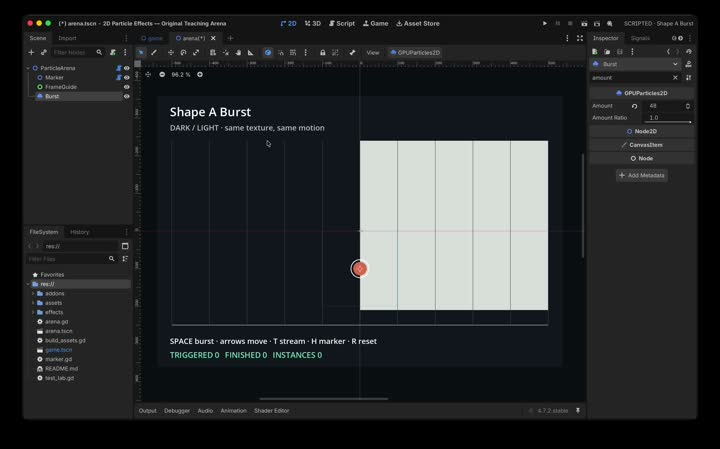 (*) arena.tscn - 2D Particle Effects — Original Teaching Arena
2D 3D Script Game Asset Store
SCRIPTED · Shape A Burst
Scene Import
Filter Nodes
ParticleArena
Marker
FrameGuide
Burst
FileSystem History
res://
Filter Files
Favorites
res://
addons
assets
effects
arena.gd
arena.tscn
build_assets.gd
game.tscn
marker.gd
README.md
test_lab.gd
game arena(*)
View GPUParticles2D
96.2 %
Shape A Burst
DARK / LIGHT · same texture, same motion
SPACE burst · arrows move · T stream · H marker · R reset
TRIGGERED 0 FINISHED 0 INSTANCES 0
Output Debugger Audio Animation Shader Editor
4.7.2.stable
Inspector Signals
Burst
amount
GPUParticles2D
Amount 48
Amount Ratio 1.0
Node2D
CanvasItem
Node
Add Metadata